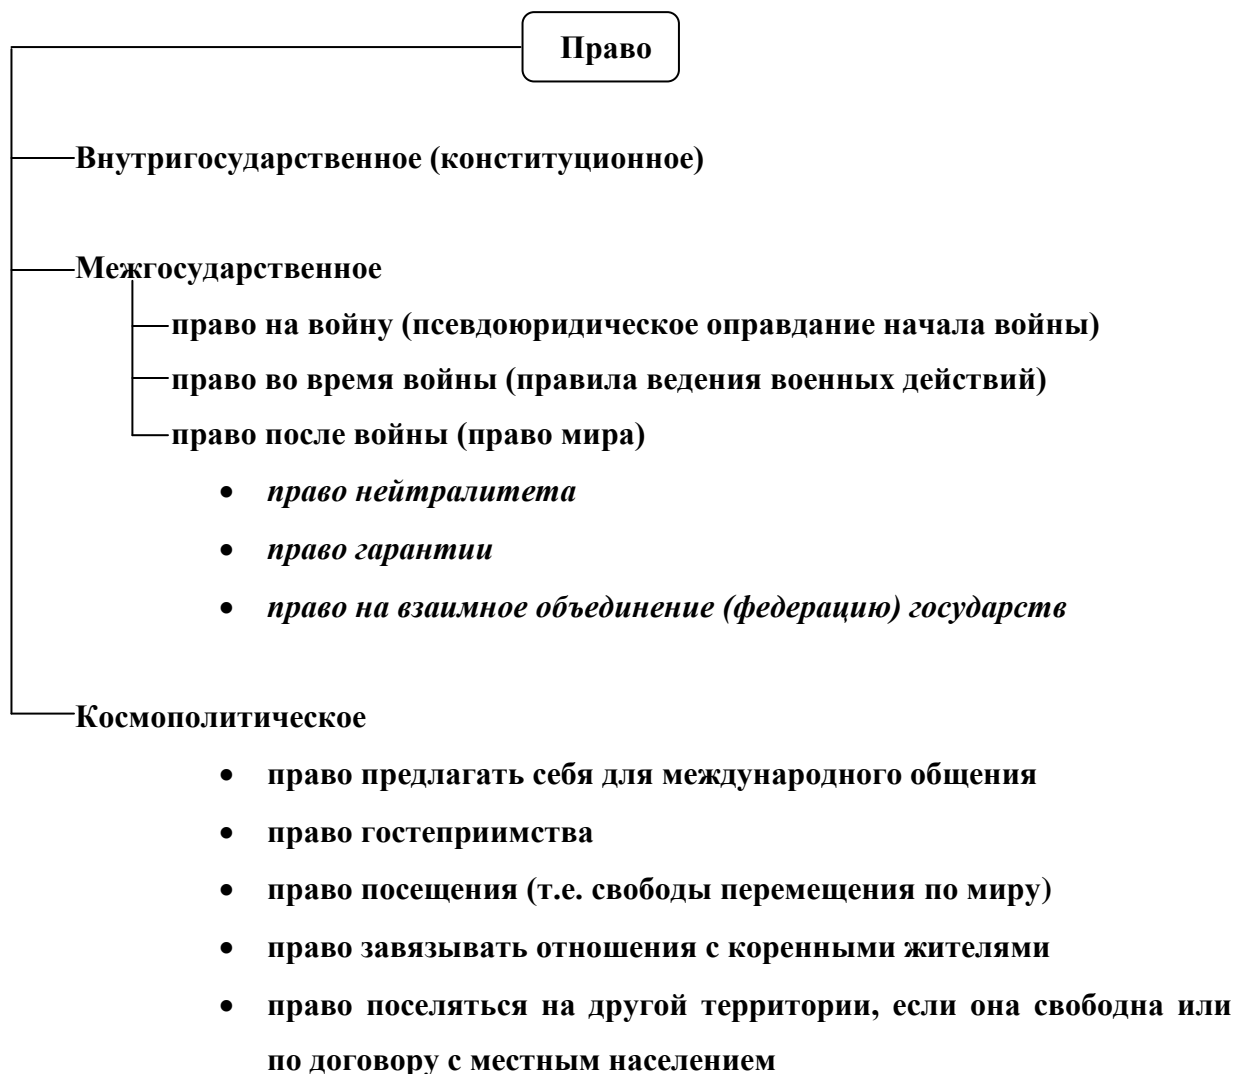 Право
Внутригосударственное (конституционное)
Межгосударственное
право на войну (псевдоюридическое оправдание начала войны)
право во время войны (правила ведения военных действий)
право после войны (право мира)
• право нейтралитета
• право гарантии
• право на взаимное объединение (федерацию) государств
Космополитическое
• право предлагать себя для международного общения
• право гостеприимства
• право посещения (т.е. свободы перемещения по миру)
• право завязывать отношения с коренными жителями
• право поселяться на другой территории, если она свободна или
по договору с местным населением